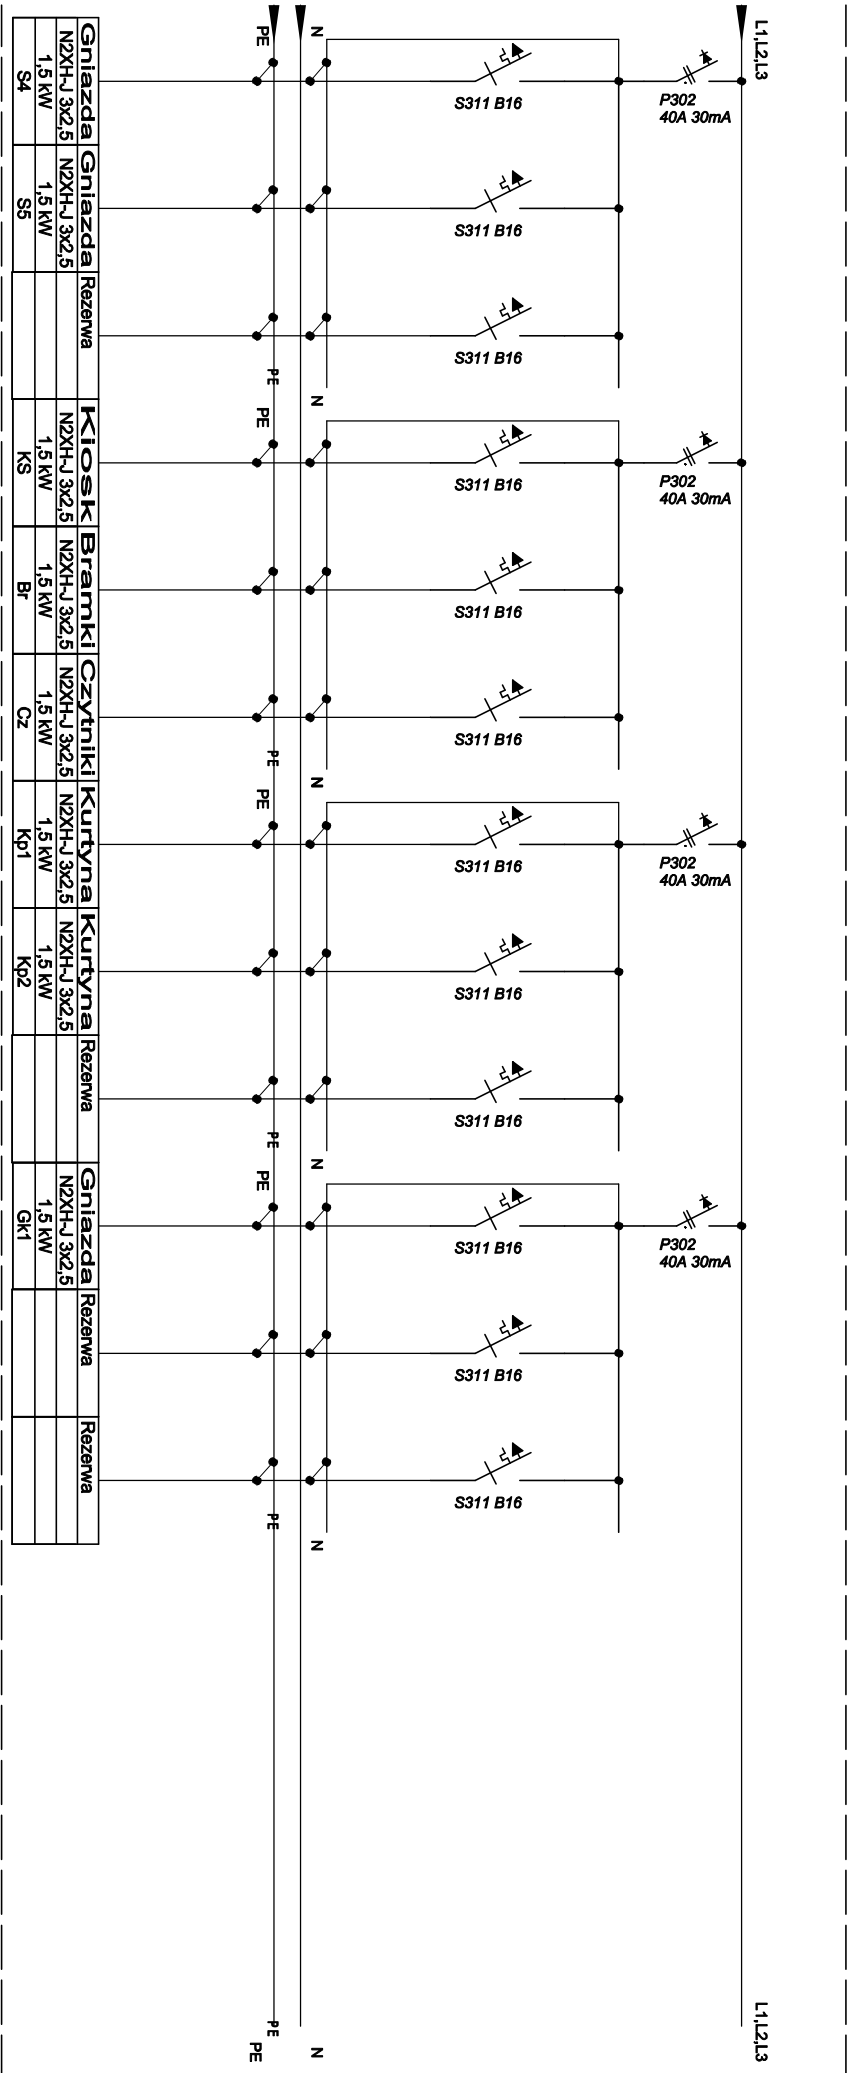 L1,L2,L3
PE
N
S311 B16
P302
40A 30mA
Gniazda
N2XH-J 3x2,5
1,5 kW
S4
S311 B16
Gniazda
N2XH-J 3x2,5
1,5 kW
S5
S311 B16
Rezerwa
PE
N
PE
S311 B16
P302
40A 30mA
Kiosk
N2XH-J 3x2,5
1,5 kW
KS
S311 B16
Bramki
N2XH-J 3x2,5
1,5 kW
Br
S311 B16
Czytniki
N2XH-J 3x2,5
1,5 kW
Cz
PE
N
PE
S311 B16
P302
40A 30mA
Kurtyna
N2XH-J 3x2,5
1,5 kW
Kp1
S311 B16
Kurtyna
N2XH-J 3x2,5
1,5 kW
Kp2
S311 B16
Rezerwa
PE
N
PE
S311 B16
P302
40A 30mA
Gniazda
N2XH-J 3x2,5
1,5 kW
Gk1
S311 B16
Rezerwa
S311 B16
Rezerwa
PE
N
L1,L2,L3
PE
N
PE